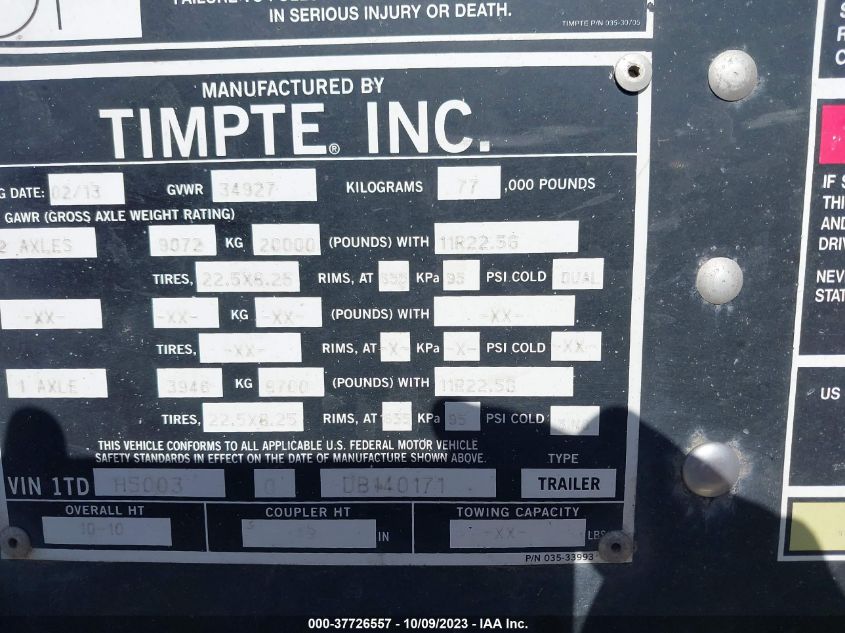 IN SERIOUS INJURY OR DEATH.
TIMPTE P/N 035-30705
MANUFACTURED BY
TIMPTE® INC.
G DATE: 02/13 GVWR 34927 KILOGRAMS 77 ,000 POUNDS
GAWR (GROSS AXLE WEIGHT RATING)
2 AXLES 9072 KG 20000 (POUNDS) WITH 11R22.5G
TIRES, 22.5X8.25 RIMS, AT 655 KPa 95 PSI COLD DUAL
-XX- -XX- KG -XX- (POUNDS) WITH -XX-
TIRES, -XX- RIMS, AT -X- KPa -X- PSI COLD -XX-
1 AXLE 3946 KG 8700 (POUNDS) WITH 11R22.5G
TIRES, 22.5X8.25 RIMS, AT 655 KPa 95 PSI COLD
THIS VEHICLE CONFORMS TO ALL APPLICABLE U.S. FEDERAL MOTOR VEHICLE
SAFETY STANDARDS IN EFFECT ON THE DATE OF MANUFACTURE SHOWN ABOVE.
TYPE
VIN 1TD H5003 0 DB140171 TRAILER
OVERALL HT COUPLER HT TOWING CAPACITY
10-10 IN -XX- LBS
P/N 035-33993
IF S
THI
AND
DRIV
NEV
STAT
US
000-37726557 - 10/09/2023 - IAA Inc.